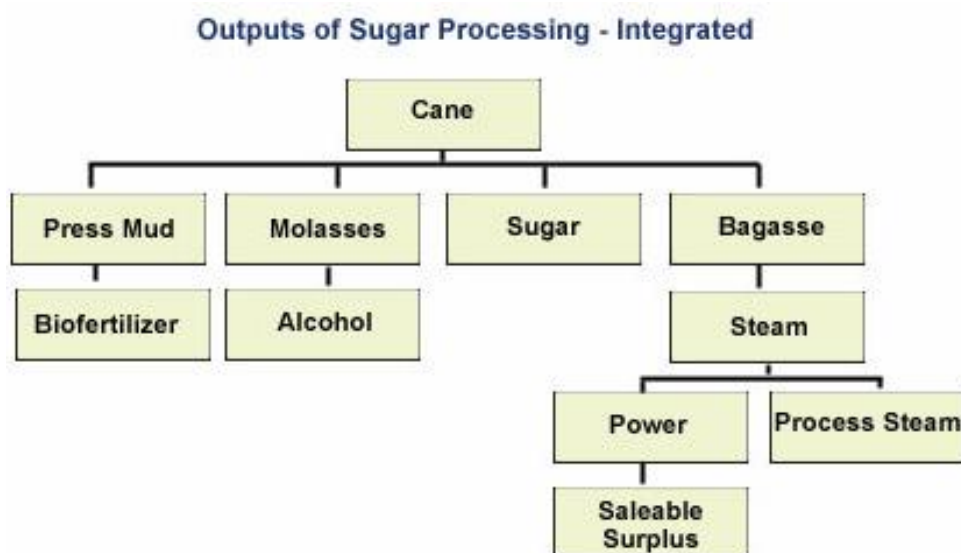 Outputs of Sugar Processing - Integrated
Cane
Press Mud
Molasses
Sugar
Bagasse
Biofertilizer
Alcohol
Steam
Power
Process Steam
Saleable
Surplus